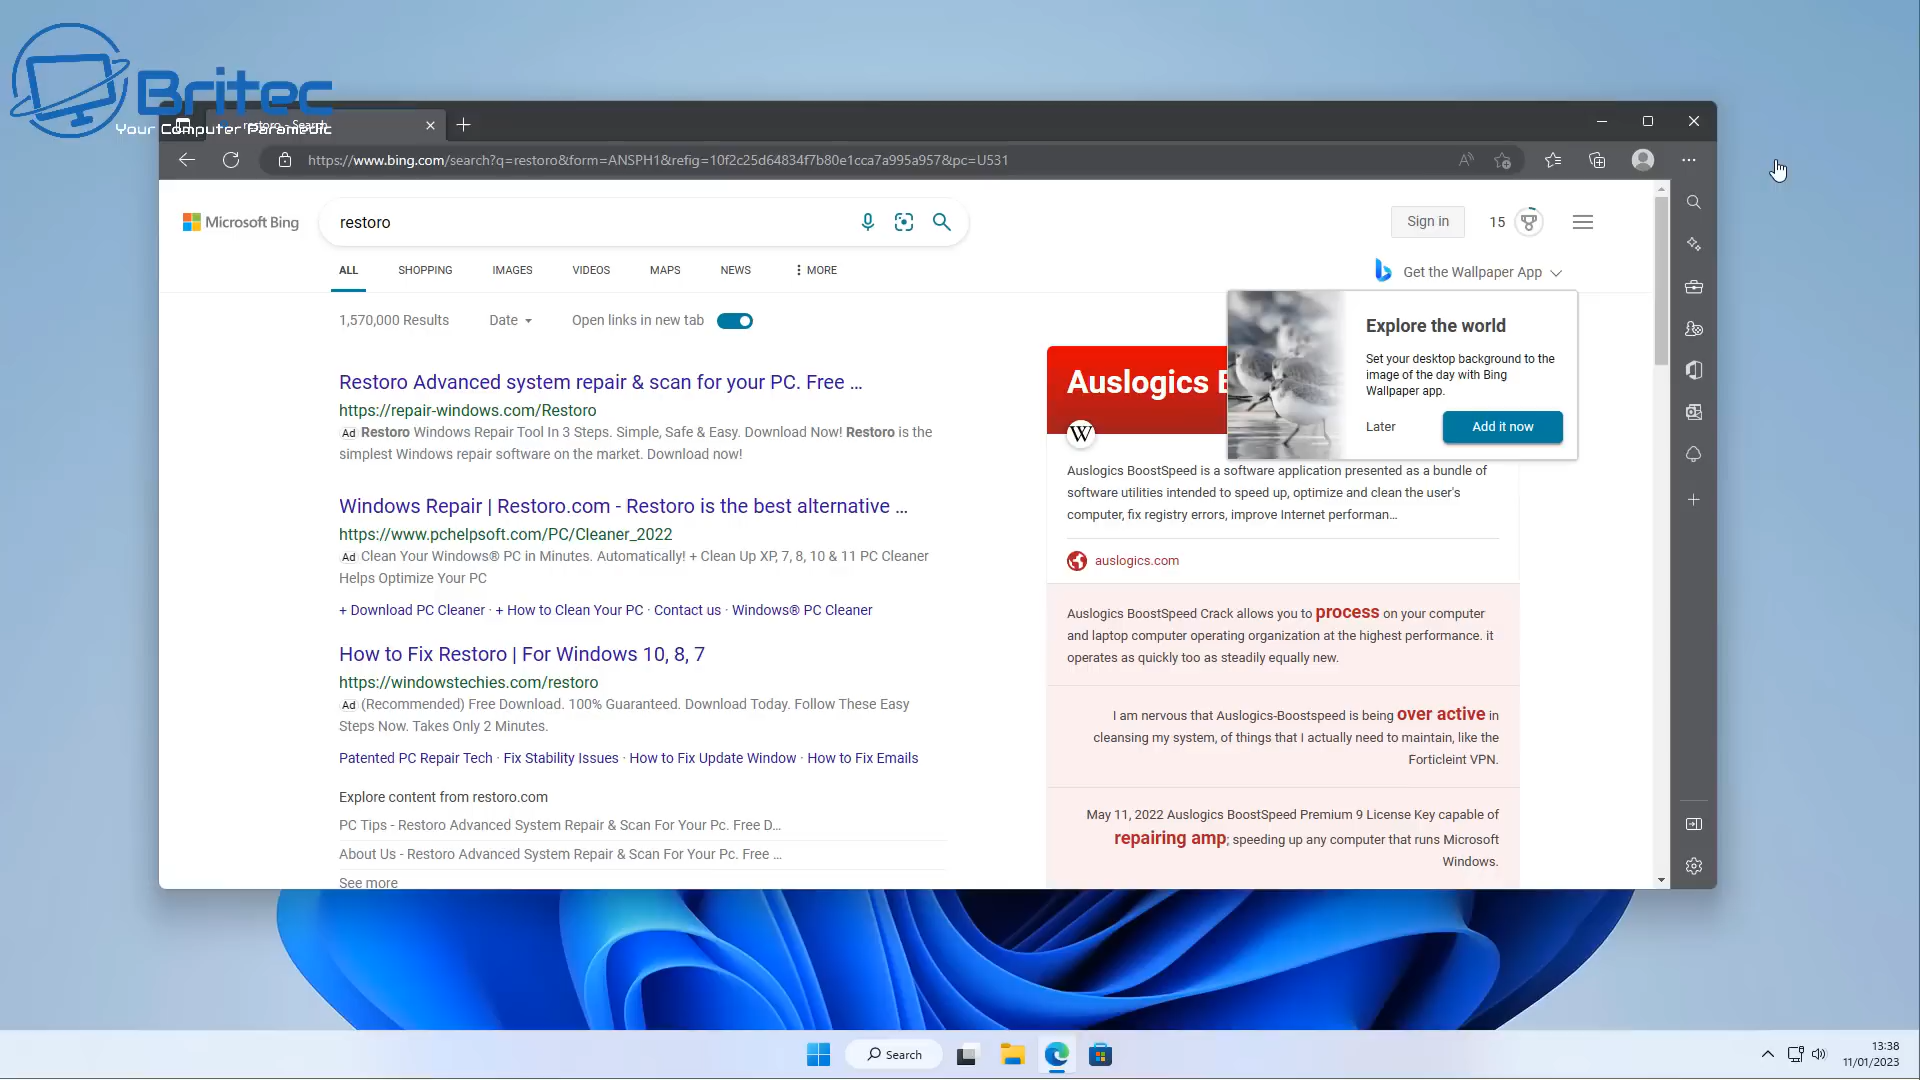 Britec
Your Computer Paramedic
restoro - Search
https://www.bing.com/search?q=restoro&form=ANSPH1&refig=10f2c25d64834f7b80e1cca7a995a957&pc=U531
Microsoft Bing
restoro
Sign in
15
ALL
SHOPPING
IMAGES
VIDEOS
MAPS
NEWS
MORE
Get the Wallpaper App
1,570,000 Results
Date
Open links in new tab
Explore the world
Set your desktop background to the
image of the day with Bing
Wallpaper app.
Later
Add it now
Restoro Advanced system repair & scan for your PC. Free ...
https://repair-windows.com/Restoro
Ad Restoro Windows Repair Tool In 3 Steps. Simple, Safe & Easy. Download Now! Restoro is the
simplest Windows repair software on the market. Download now!
Windows Repair | Restoro.com - Restoro is the best alternative ...
https://www.pchelpsoft.com/PC/Cleaner_2022
Ad Clean Your Windows® PC in Minutes. Automatically! + Clean Up XP, 7, 8, 10 & 11 PC Cleaner
Helps Optimize Your PC
+ Download PC Cleaner · + How to Clean Your PC · Contact us · Windows® PC Cleaner
How to Fix Restoro | For Windows 10, 8, 7
https://windowstechies.com/restoro
Ad (Recommended) Free Download. 100% Guaranteed. Download Today. Follow These Easy
Steps Now. Takes Only 2 Minutes.
Patented PC Repair Tech · Fix Stability Issues · How to Fix Update Window · How to Fix Emails
Explore content from restoro.com
PC Tips - Restoro Advanced System Repair & Scan For Your Pc. Free D...
About Us - Restoro Advanced System Repair & Scan For Your Pc. Free ...
See more
Auslogics
W
Auslogics BoostSpeed is a software application presented as a bundle of
software utilities intended to speed up, optimize and clean the user's
computer, fix registry errors, improve Internet performan...
auslogics.com
Auslogics BoostSpeed Crack allows you to process on your computer
and laptop computer operating organization at the highest performance. it
operates as quickly too as steadily equally new.
I am nervous that Auslogics-Boostspeed is being over active in
cleansing my system, of things that I actually need to maintain, like the
Forticleint VPN.
May 11, 2022 Auslogics BoostSpeed Premium 9 License Key capable of
repairing amp; speeding up any computer that runs Microsoft
Windows.
Search
13:38
11/01/2023